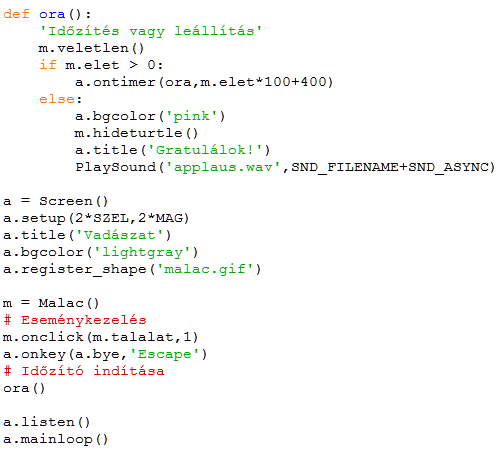 def ora():
    'Időzítés vagy leállítás'
    m.veletlen()
    if m.elet > 0:
        a.ontimer(ora,m.elet*100+400)
    else:
        a.bgcolor('pink')
        m.hideturtle()
        a.title('Gratulálok!')
        PlaySound('applaus.wav',SND_FILENAME+SND_ASYNC)

a = Screen()
a.setup(2*SZEL,2*MAG)
a.title('Vadászat')
a.bgcolor('lightgray')
a.register_shape('malac.gif')

m = Malac()
# Eseménykezelés
m.onclick(m.talalat,1)
a.onkey(a.bye,'Escape')
# Időzító indítása
ora()

a.listen()
a.mainloop()